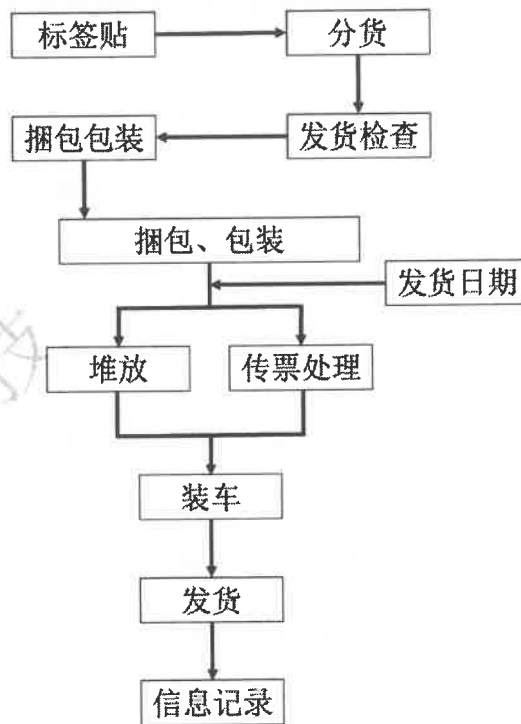 标签贴
分货
捆包包装
发货检查
捆包、包装
发货日期
堆放
传票处理
装车
发货
信息记录